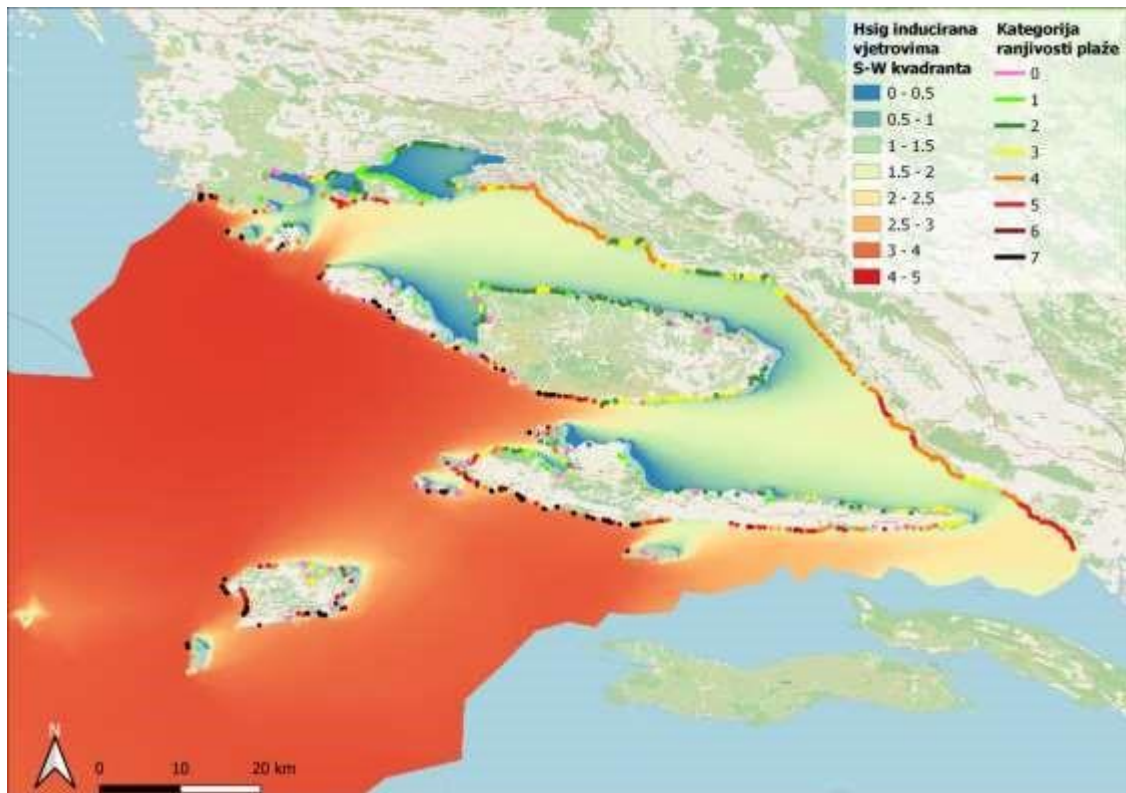 Hsig inducirana
vjetrovima
S-W kvadranta
0 - 0.5
0.5 - 1
1 - 1.5
1.5 - 2
2 - 2.5
2.5 - 3
3 - 4
4 - 5
Kategorija
ranjivosti plaže
0
1
2
3
4
5
6
7
N
0 10 20 km